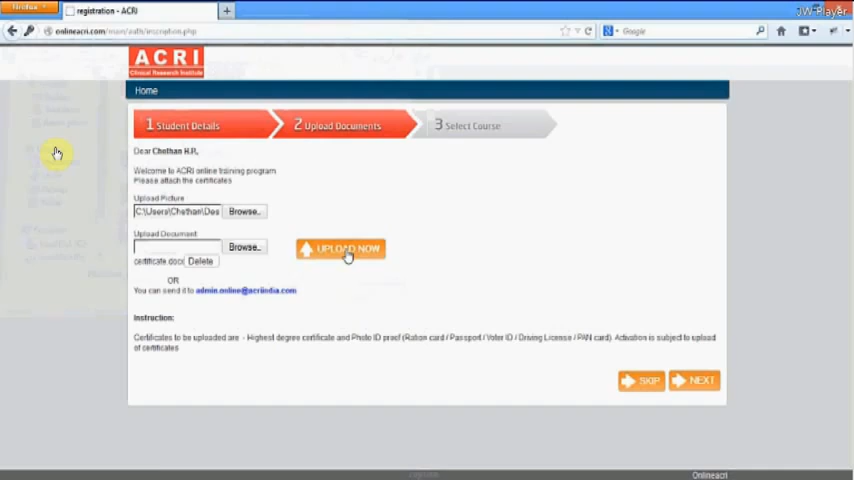 Firefox
registration - ACRI
JW Player
onlineacri.com/main/auth/inscription.php
Google
ACRI
Clinical Research Institute
Home
1 Student Details
2 Upload Documents
3 Select Course
Dear Chethan H.P.,
Welcome to ACRI online training program
Please attach the certificates
Upload Picture
C:\Users\Chethan\Des
Browse..
Upload Document
Browse..
UPLOAD NOW
certificate.doc
Delete
OR
You can send it to admin.online@acriindia.com
Instruction:
Certificates to be uploaded are - Highest degree certificate and Photo ID proof (Ration card / Passport / Voter ID / Driving License / PAN card). Activation is subject to upload
of certificates
SKIP
NEXT
Onlineacri